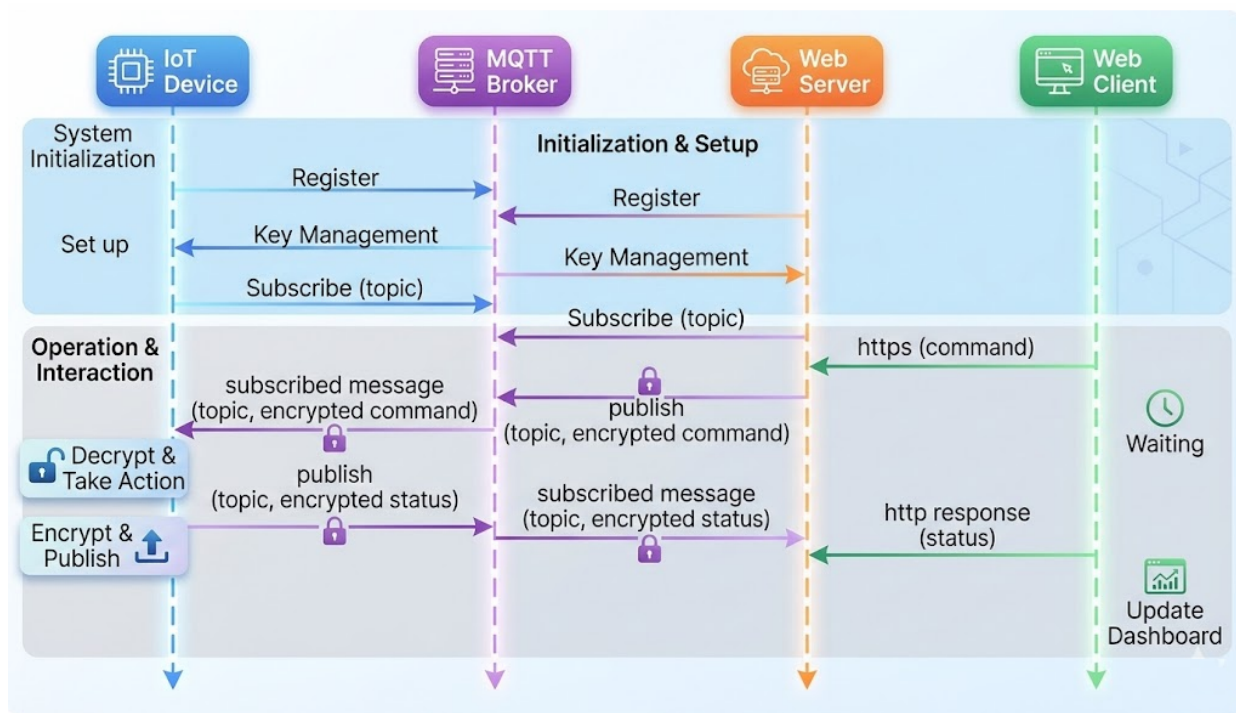 IoT
Device
MQTT
Broker
Web
Server
Web
Client
System
Initialization
Initialization & Setup
Register
Register
Set up
Key Management
Key Management
Subscribe (topic)
Subscribe (topic)
Operation &
Interaction
https (command)
subscribed message
(topic, encrypted command)
publish
(topic, encrypted command)
Waiting
Decrypt &
Take Action
publish
(topic, encrypted status)
subscribed message
(topic, encrypted status)
http response
(status)
Encrypt &
Publish
Update
Dashboard